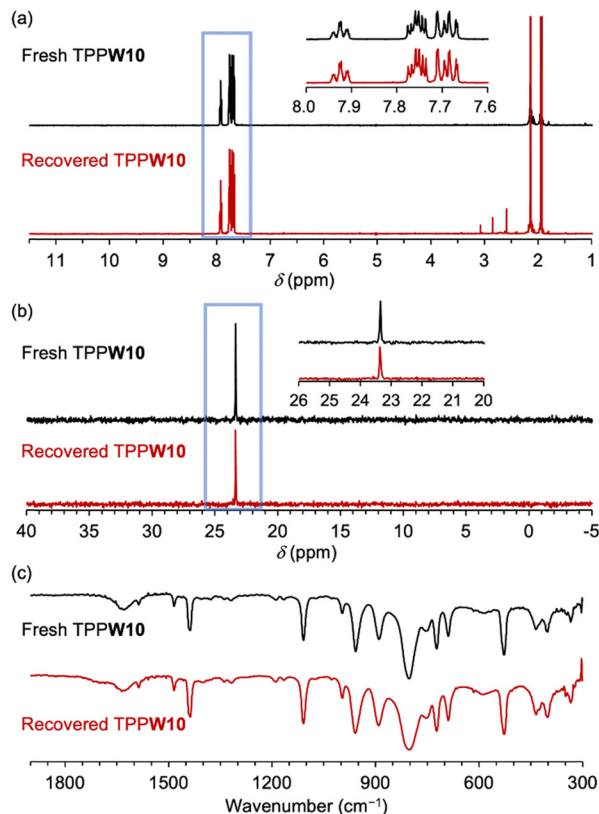 (a)
Fresh TPPW10
Recovered TPPW10
8.0 7.9 7.8 7.7 7.6
11 10 9 8 7 6 5 4 3 2 1
δ (ppm)
(b)
Fresh TPPW10
Recovered TPPW10
26 25 24 23 22 21 20
40 35 30 25 20 15 10 5 0 -5
δ (ppm)
(c)
Fresh TPPW10
Recovered TPPW10
1800 1500 1200 900 600 300
Wavenumber (cm⁻¹)